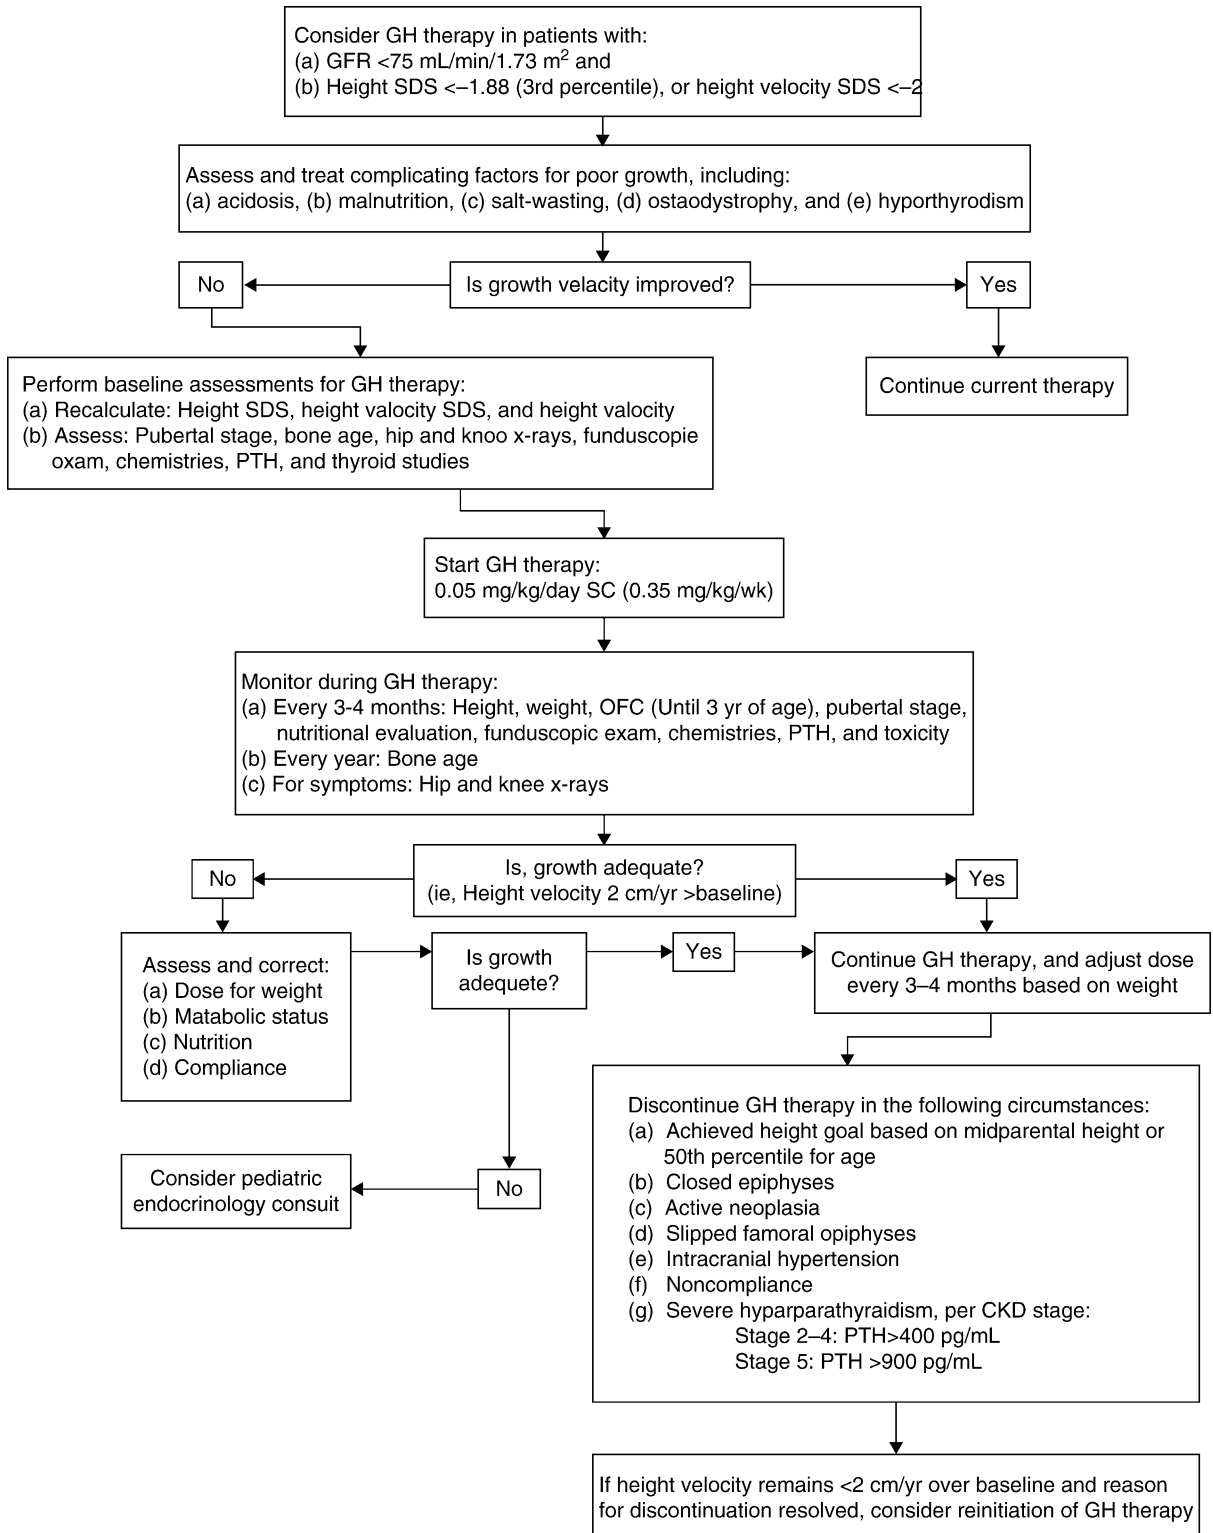 Consider GH therapy in patients with:
(a) GFR <75 mL/min/1.73 m² and
(b) Height SDS <–1.88 (3rd percentile), or height velocity SDS <–2
Assess and treat complicating factors for poor growth, including:
(a) acidosis, (b) malnutrition, (c) salt-wasting, (d) ostaodystrophy, and (e) hyporthyrodism
No
Is growth velacity improved?
Yes
Perform baseline assessments for GH therapy:
(a) Recalculate: Height SDS, height valocity SDS, and height valocity
(b) Assess: Pubertal stage, bone age, hip and knoo x-rays, funduscopie
oxam, chemistries, PTH, and thyroid studies
Continue current therapy
Start GH therapy:
0.05 mg/kg/day SC (0.35 mg/kg/wk)
Monitor during GH therapy:
(a) Every 3-4 months: Height, weight, OFC (Until 3 yr of age), pubertal stage,
nutritional evaluation, funduscopic exam, chemistries, PTH, and toxicity
(b) Every year: Bone age
(c) For symptoms: Hip and knee x-rays
No
Is, growth adequate?
(ie, Height velocity 2 cm/yr >baseline)
Yes
Assess and correct:
(a) Dose for weight
(b) Matabolic status
(c) Nutrition
(d) Compliance
Is growth
adequete?
Yes
Continue GH therapy, and adjust dose
every 3–4 months based on weight
Consider pediatric
endocrinology consuit
No
Discontinue GH therapy in the following circumstances:
(a) Achieved height goal based on midparental height or
50th percentile for age
(b) Closed epiphyses
(c) Active neoplasia
(d) Slipped famoral opiphyses
(e) Intracranial hypertension
(f) Noncompliance
(g) Severe hyparparathyraidism, per CKD stage:
Stage 2–4: PTH>400 pg/mL
Stage 5: PTH >900 pg/mL
If height velocity remains <2 cm/yr over baseline and reason
for discontinuation resolved, consider reinitiation of GH therapy